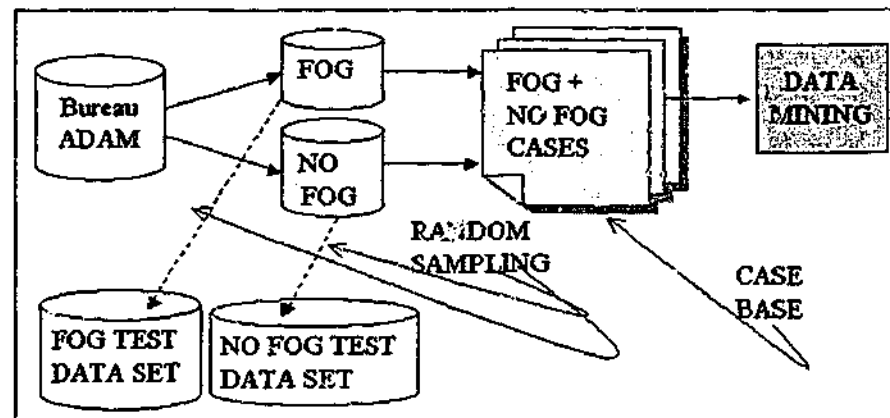 Bureau
ADAM
FOG
NO
FOG
FOG +
NO FOG
CASES
DATA
MINING
RANDOM
SAMPLING
CASE
BASE
FOG TEST
DATA SET
NO FOG TEST
DATA SET